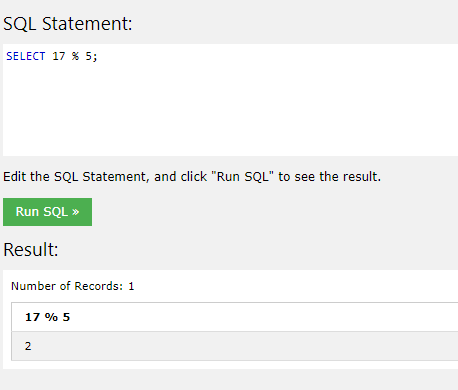 SQL Statement:
SELECT 17 % 5;
Edit the SQL Statement, and click "Run SQL" to see the result.
Run SQL »
Result:
Number of Records: 1
17 % 5
2